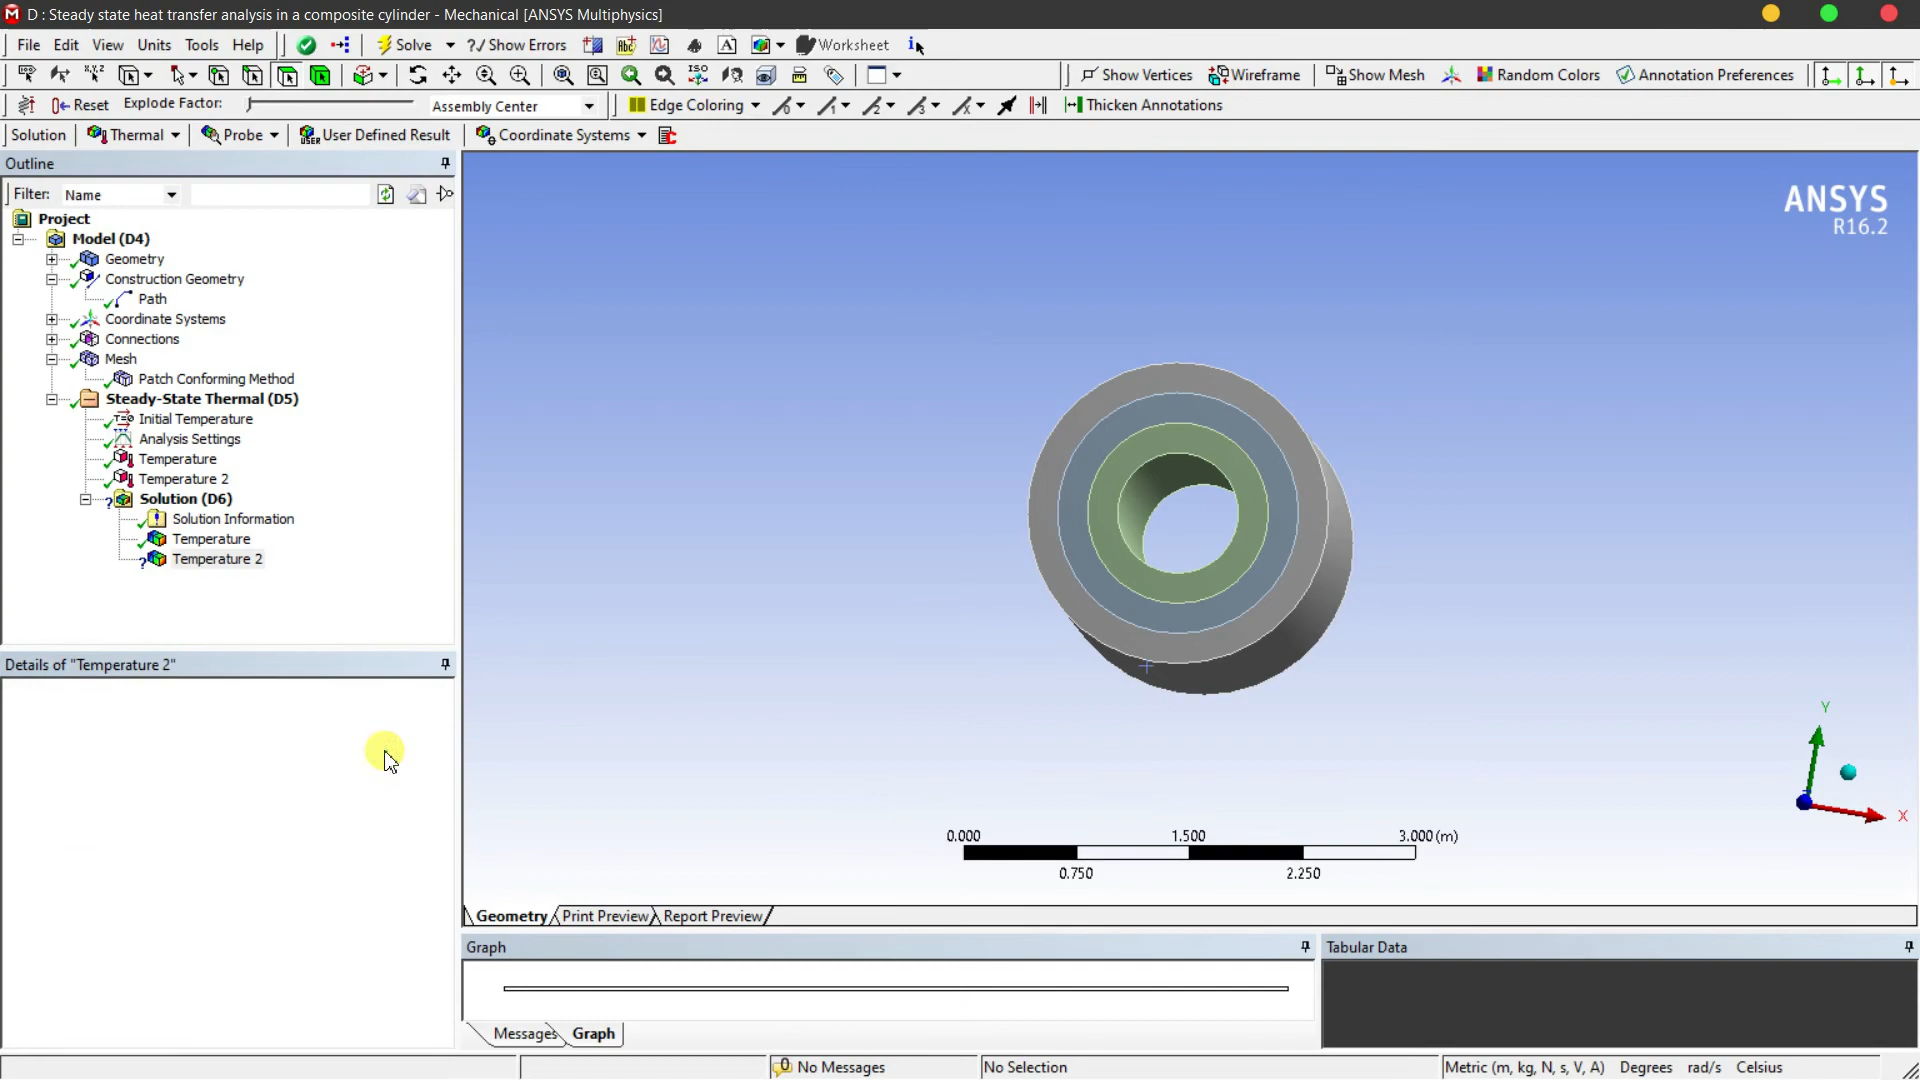 D : Steady state heat transfer analysis in a composite cylinder - Mechanical [ANSYS Multiphysics]
File Edit View Units Tools Help Solve ?/ Show Errors Worksheet
Show Vertices Wireframe Show Mesh Random Colors Annotation Preferences
Reset Explode Factor: Assembly Center Edge Coloring Thicken Annotations
Solution Thermal Probe User Defined Result Coordinate Systems
Outline
Filter: Name
Project
Model (D4)
Geometry
Construction Geometry
Path
Coordinate Systems
Connections
Mesh
Patch Conforming Method
Steady-State Thermal (D5)
Initial Temperature
Analysis Settings
Temperature
Temperature 2
Solution (D6)
Solution Information
Temperature
Temperature 2
Details of "Temperature 2"
ANSYS
R16.2
Y
X
0.000 1.500 3.000 (m)
0.750 2.250
Geometry Print Preview Report Preview
Graph
Tabular Data
Messages Graph
No Messages No Selection Metric (m, kg, N, s, V, A) Degrees rad/s Celsius